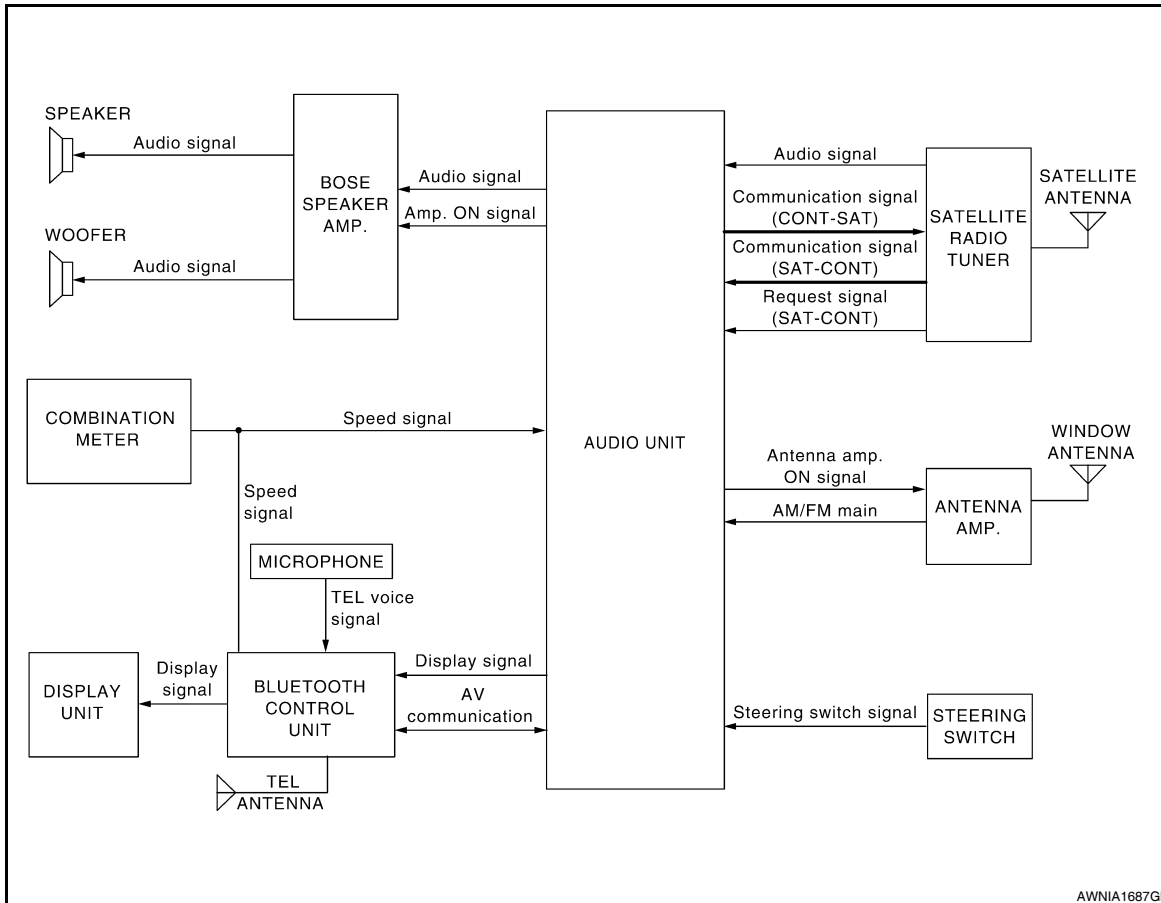 SPEAKER
Audio signal
WOOFER
Audio signal
BOSE
SPEAKER
AMP.
Audio signal
Amp. ON signal
AUDIO UNIT
Audio signal
Communication signal
(CONT-SAT)
Communication signal
(SAT-CONT)
Request signal
(SAT-CONT)
SATELLITE
RADIO
TUNER
SATELLITE
ANTENNA
COMBINATION
METER
Speed signal
Speed
signal
MICROPHONE
TEL voice
signal
Antenna amp.
ON signal
AM/FM main
ANTENNA
AMP.
WINDOW
ANTENNA
DISPLAY
UNIT
Display
signal
BLUETOOTH
CONTROL
UNIT
Display signal
AV
communication
TEL
ANTENNA
Steering switch signal
STEERING
SWITCH
AWNIA1687G